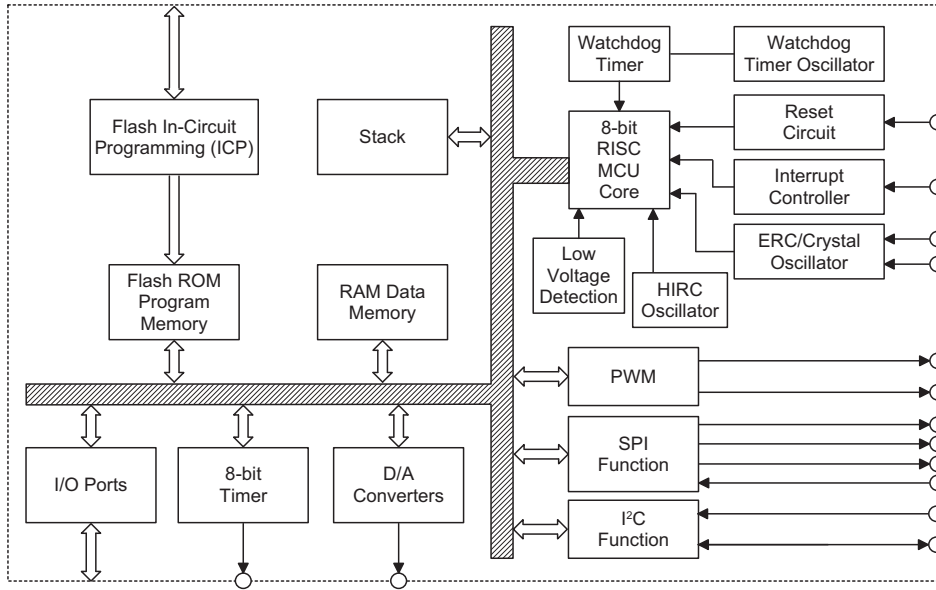 Watchdog
Timer
Watchdog
Timer Oscillator
Flash In-Circuit
Programming (ICP)
Stack
8-bit
RISC
MCU
Core
Reset
Circuit
Interrupt
Controller
ERC/Crystal
Oscillator
Low
Voltage
Detection
HIRC
Oscillator
Flash ROM
Program
Memory
RAM Data
Memory
PWM
SPI
Function
I²C
Function
I/O Ports
8-bit
Timer
D/A
Converters